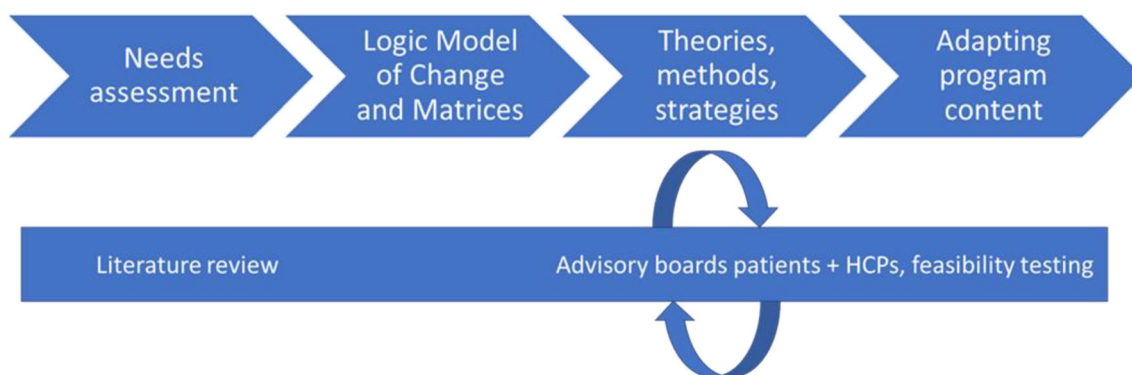 Needs
assessment
Logic Model
of Change
and Matrices
Theories,
methods,
strategies
Adapting
program
content
Literature review
Advisory boards patients + HCPs, feasibility testing